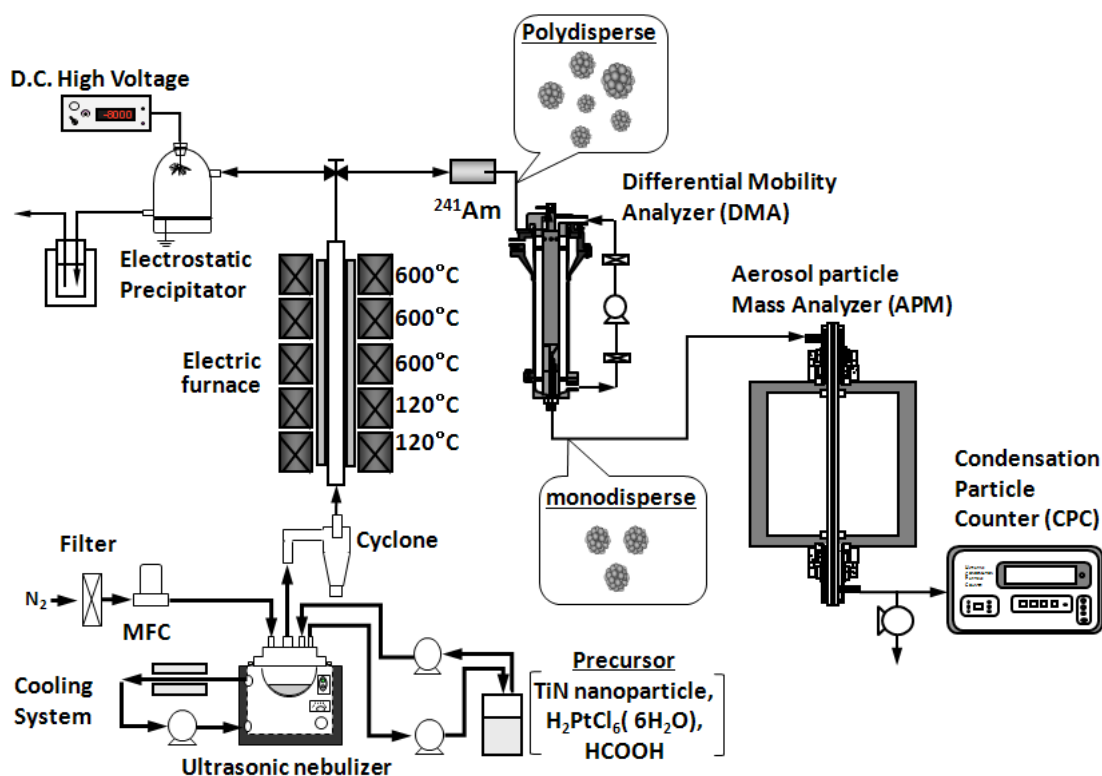 Polydisperse
D.C. High Voltage
-8000
241Am
Differential Mobility
Analyzer (DMA)
Electrostatic
Precipitator
600°C
600°C
600°C
120°C
120°C
Electric
furnace
Aerosol particle
Mass Analyzer (APM)
monodisperse
Condensation
Particle
Counter (CPC)
Cyclone
Filter
N2
MFC
Cooling
System
Ultrasonic nebulizer
Precursor
TiN nanoparticle,
H2PtCl6( 6H2O),
HCOOH